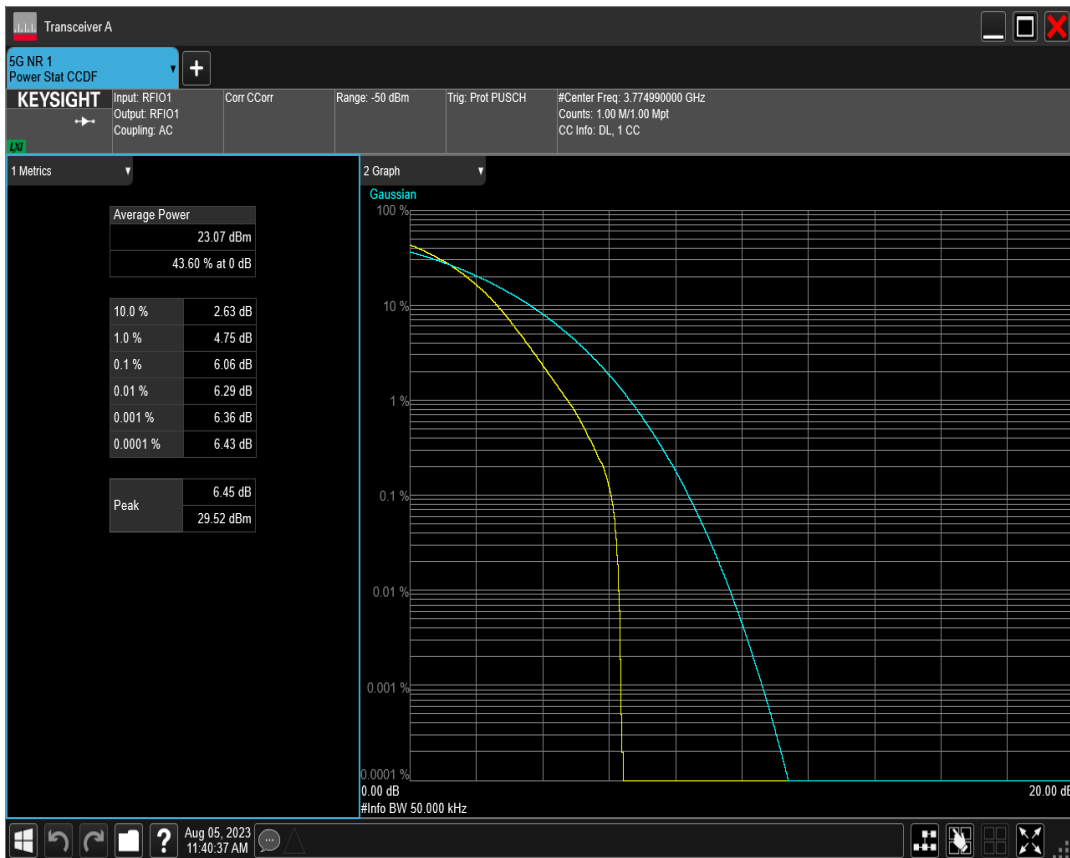 Transceiver A
5G NR 1
Power Stat CCDF
+
KEYSIGHT
LXI
Input: RFIO1
Output: RFIO1
Coupling: AC
Corr CCorr
Range: -50 dBm
Trig: Prot PUSCH
#Center Freq: 3.774990000 GHz
Counts: 1.00 M/1.00 Mpt
CC Info: DL, 1 CC
1 Metrics
Average Power
23.07 dBm
43.60 % at 0 dB
10.0 % 2.63 dB
1.0 % 4.75 dB
0.1 % 6.06 dB
0.01 % 6.29 dB
0.001 % 6.36 dB
0.0001 % 6.43 dB
Peak
6.45 dB
29.52 dBm
2 Graph
Gaussian
100 %
10 %
1 %
0.1 %
0.01 %
0.001 %
0.0001 %
0.00 dB 20.00 dB
#Info BW 50.000 kHz
?
Aug 05, 2023
11:40:37 AM